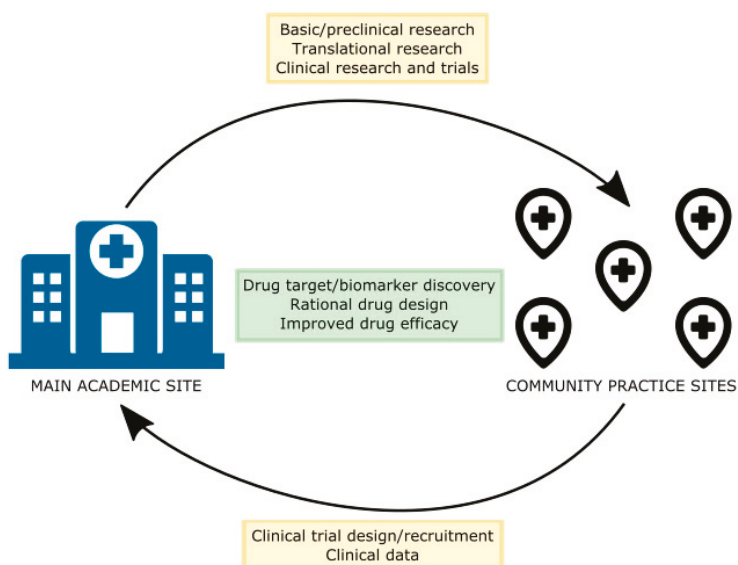 Basic/preclinical research
Translational research
Clinical research and trials
Drug target/biomarker discovery
Rational drug design
Improved drug efficacy
MAIN ACADEMIC SITE
COMMUNITY PRACTICE SITES
Clinical trial design/recruitment
Clinical data